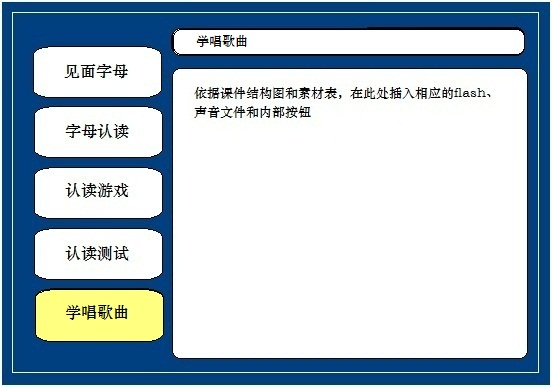 见面字母
字母认读
认读游戏
认读测试
学唱歌曲
学唱歌曲
依据课件结构图和素材表，在此处插入相应的flash、
声音文件和内部按钮